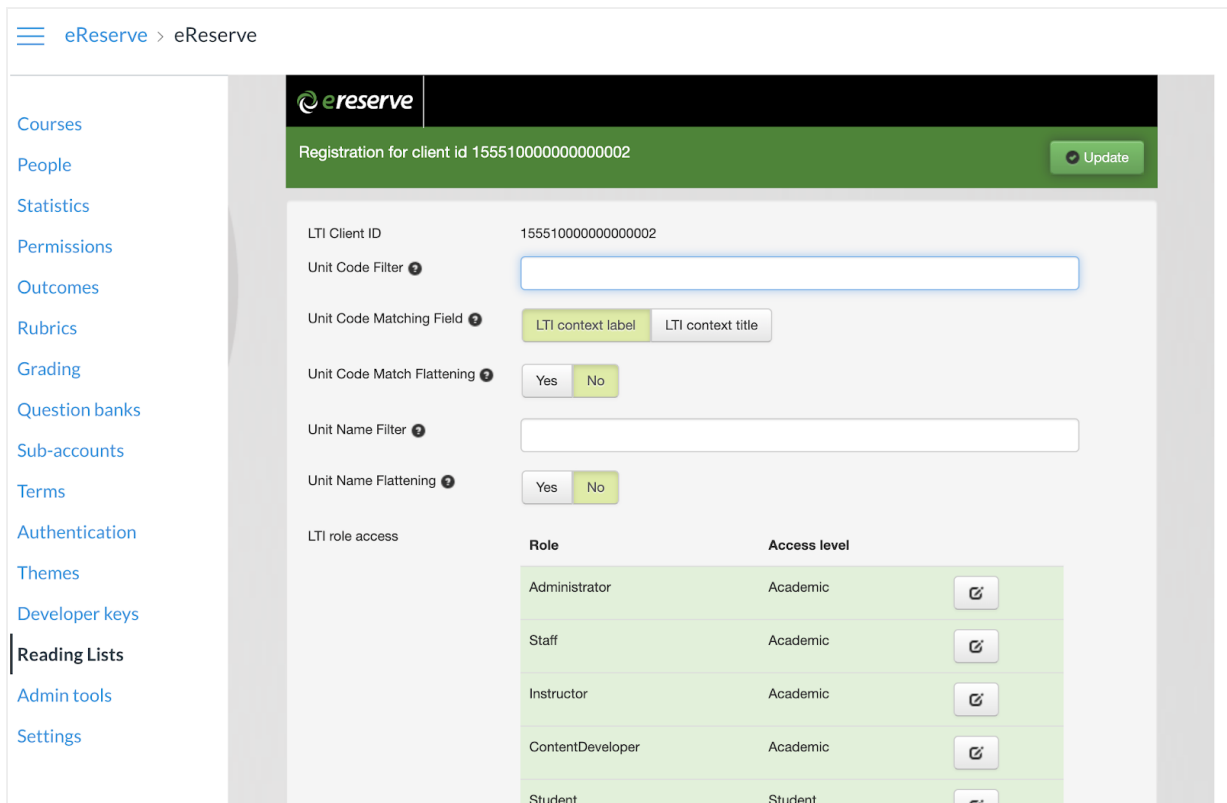 eReserve > eReserve
Courses
People
Statistics
Permissions
Outcomes
Rubrics
Grading
Question banks
Sub-accounts
Terms
Authentication
Themes
Developer keys
Reading Lists
Admin tools
Settings
ereserve
Registration for client id 155510000000000002
Update
LTI Client ID 155510000000000002
Unit Code Filter
Unit Code Matching Field LTI context label LTI context title
Unit Code Match Flattening Yes No
Unit Name Filter
Unit Name Flattening Yes No
LTI role access
Role Access level
Administrator Academic
Staff Academic
Instructor Academic
ContentDeveloper Academic
Student Student